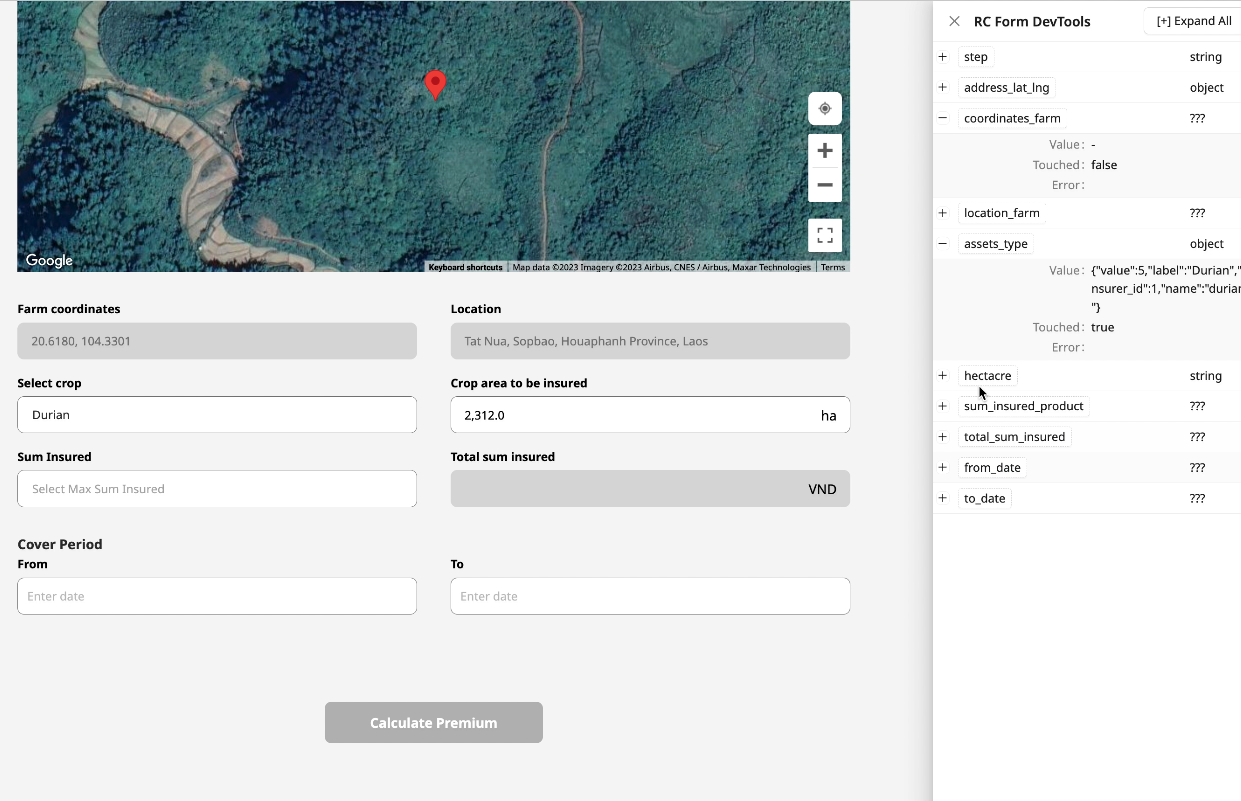 Google
Keyboard shortcuts
Map data ©2023 Imagery ©2023 Airbus, CNES / Airbus, Maxar Technologies
Terms
Farm coordinates
Location
20.6180, 104.3301
Tat Nua, Sopbao, Houaphanh Province, Laos
Select crop
Crop area to be insured
Durian
2,312.0 ha
Sum Insured
Total sum insured
Select Max Sum Insured
VND
Cover Period
From
To
Enter date
Enter date
Calculate Premium
RC Form DevTools
[+] Expand All
+ step string
+ address_lat_lng object
− coordinates_farm ???
Value: -
Touched: false
Error:
+ location_farm ???
− assets_type object
Value: {"value":5,"label":"Durian","
nsurer_id":1,"name":"durian
"}
Touched: true
Error:
+ hectacre string
+ sum_insured_product ???
+ total_sum_insured ???
+ from_date ???
+ to_date ???